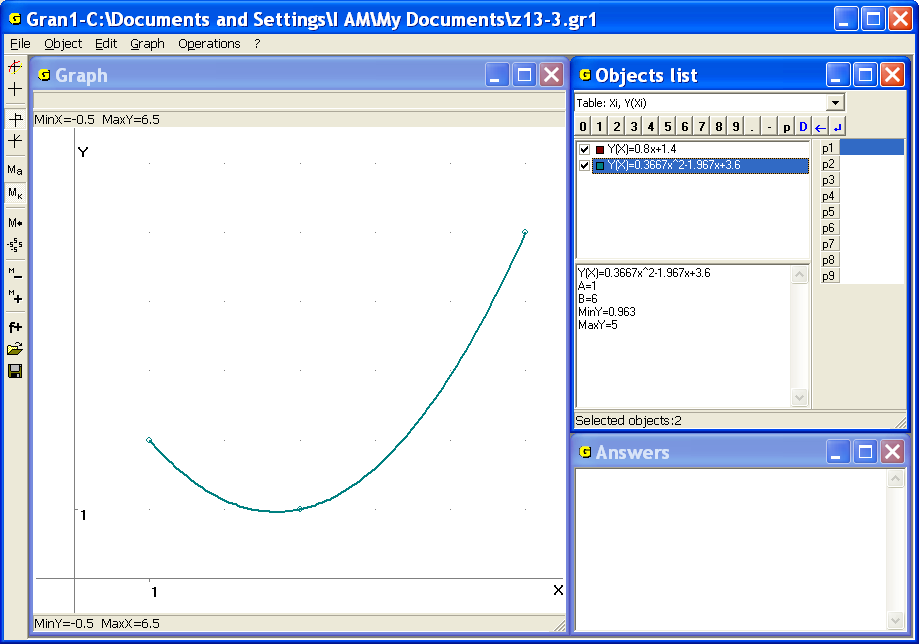 Gran1-C:\Documents and Settings\I AM\My Documents\z13-3.gr1
File Object Edit Graph Operations ?
Graph
MinX=-0.5 MaxY=6.5
Y
1
1
X
MinY=-0.5 MaxX=6.5
Ma
Mк
M
M
M
f+
Objects list
Table: Xi, Y(Xi)
0 1 2 3 4 5 6 7 8 9 . - p D
Y(X)=0.8x+1.4
Y(X)=0.3667x^2-1.967x+3.6
p1
p2
p3
p4
p5
p6
p7
p8
p9
Y(X)=0.3667x^2-1.967x+3.6
A=1
B=6
MinY=0.963
MaxY=5
Selected objects:2
Answers